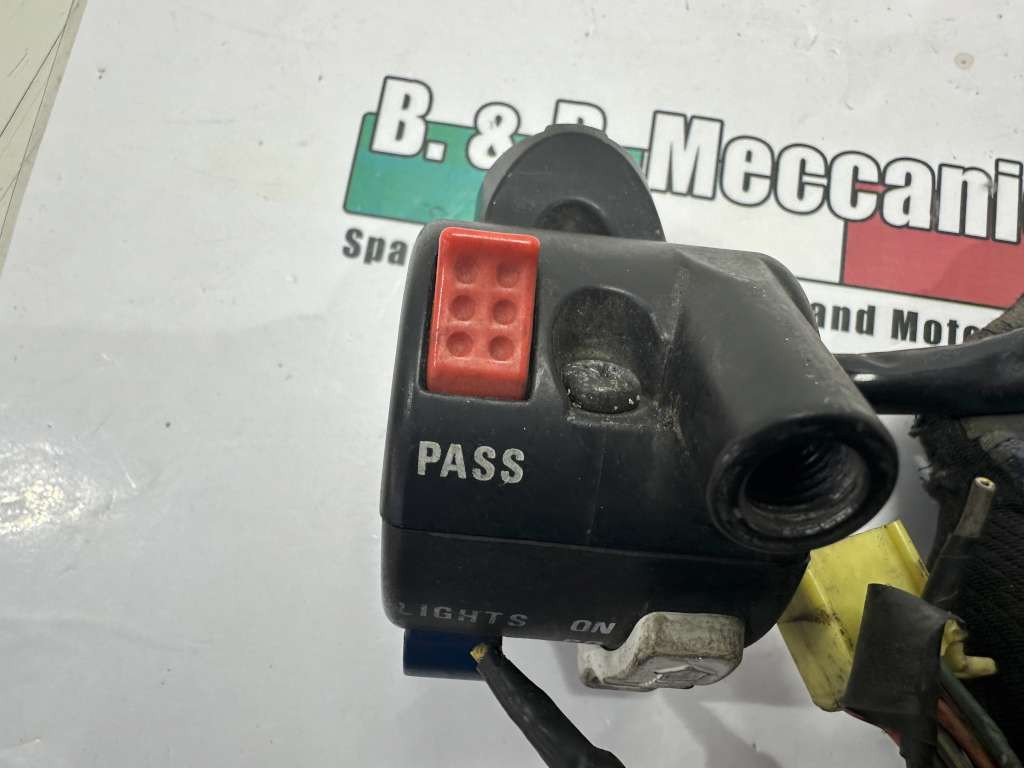 B. & B. Meccani
Spa
and Moto
PASS
LIGHTS ON